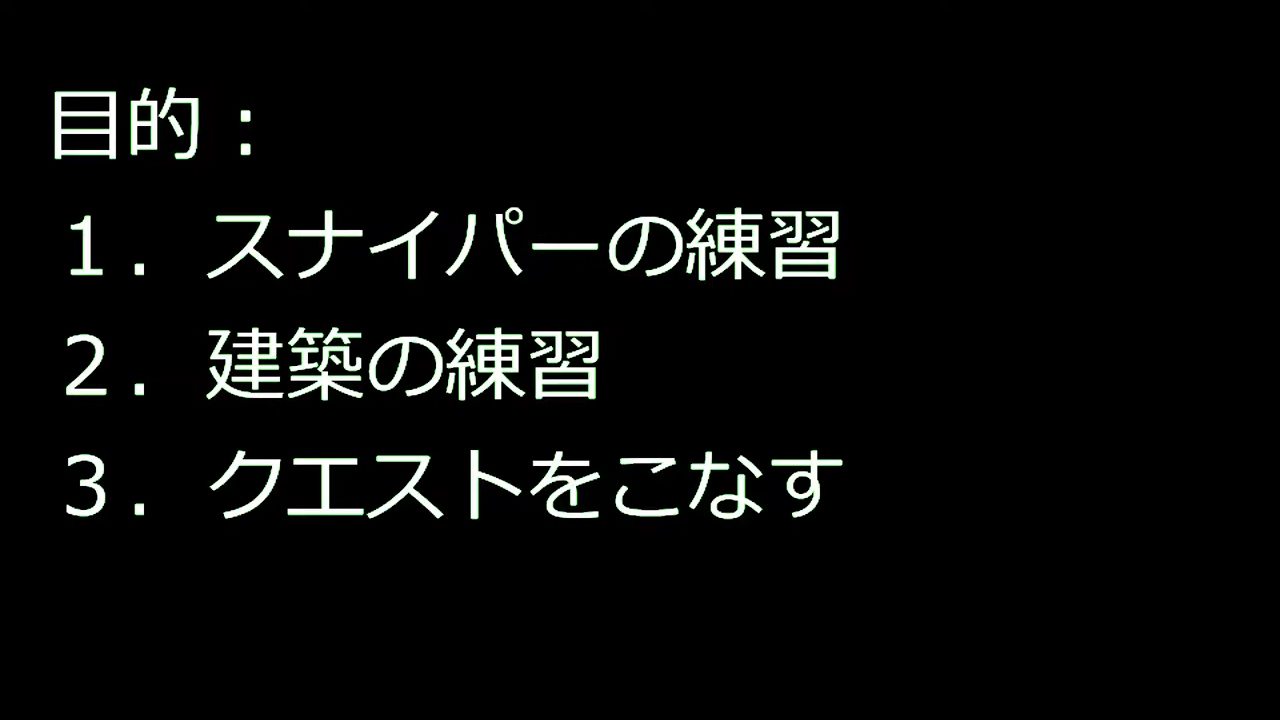 目的：
１．スナイパーの練習
２．建築の練習
３．クエストをこなす